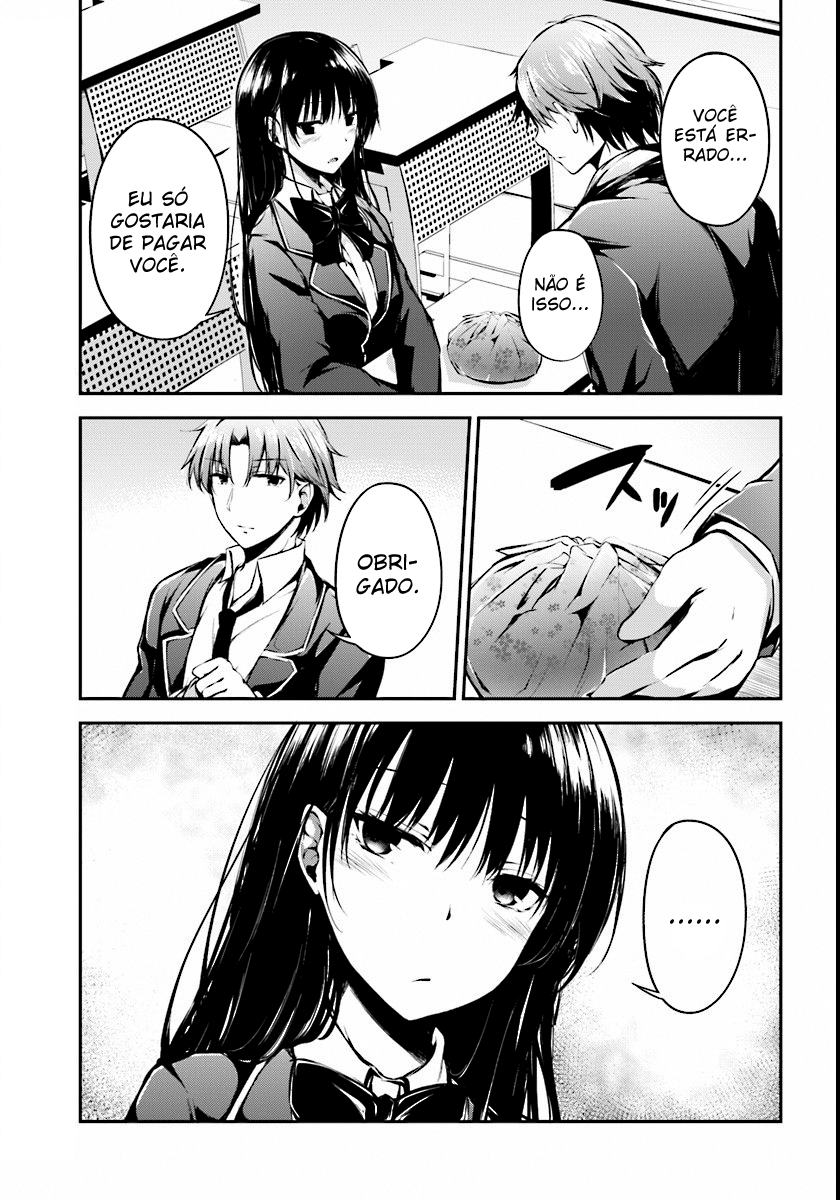 VOCÊ
ESTÁ ER-
RADO...
NÃO É
ISSO...
EU SÓ
GOSTARIA
DE PAGAR
VOCÊ.
スッ
OBRI-
GADO.
......